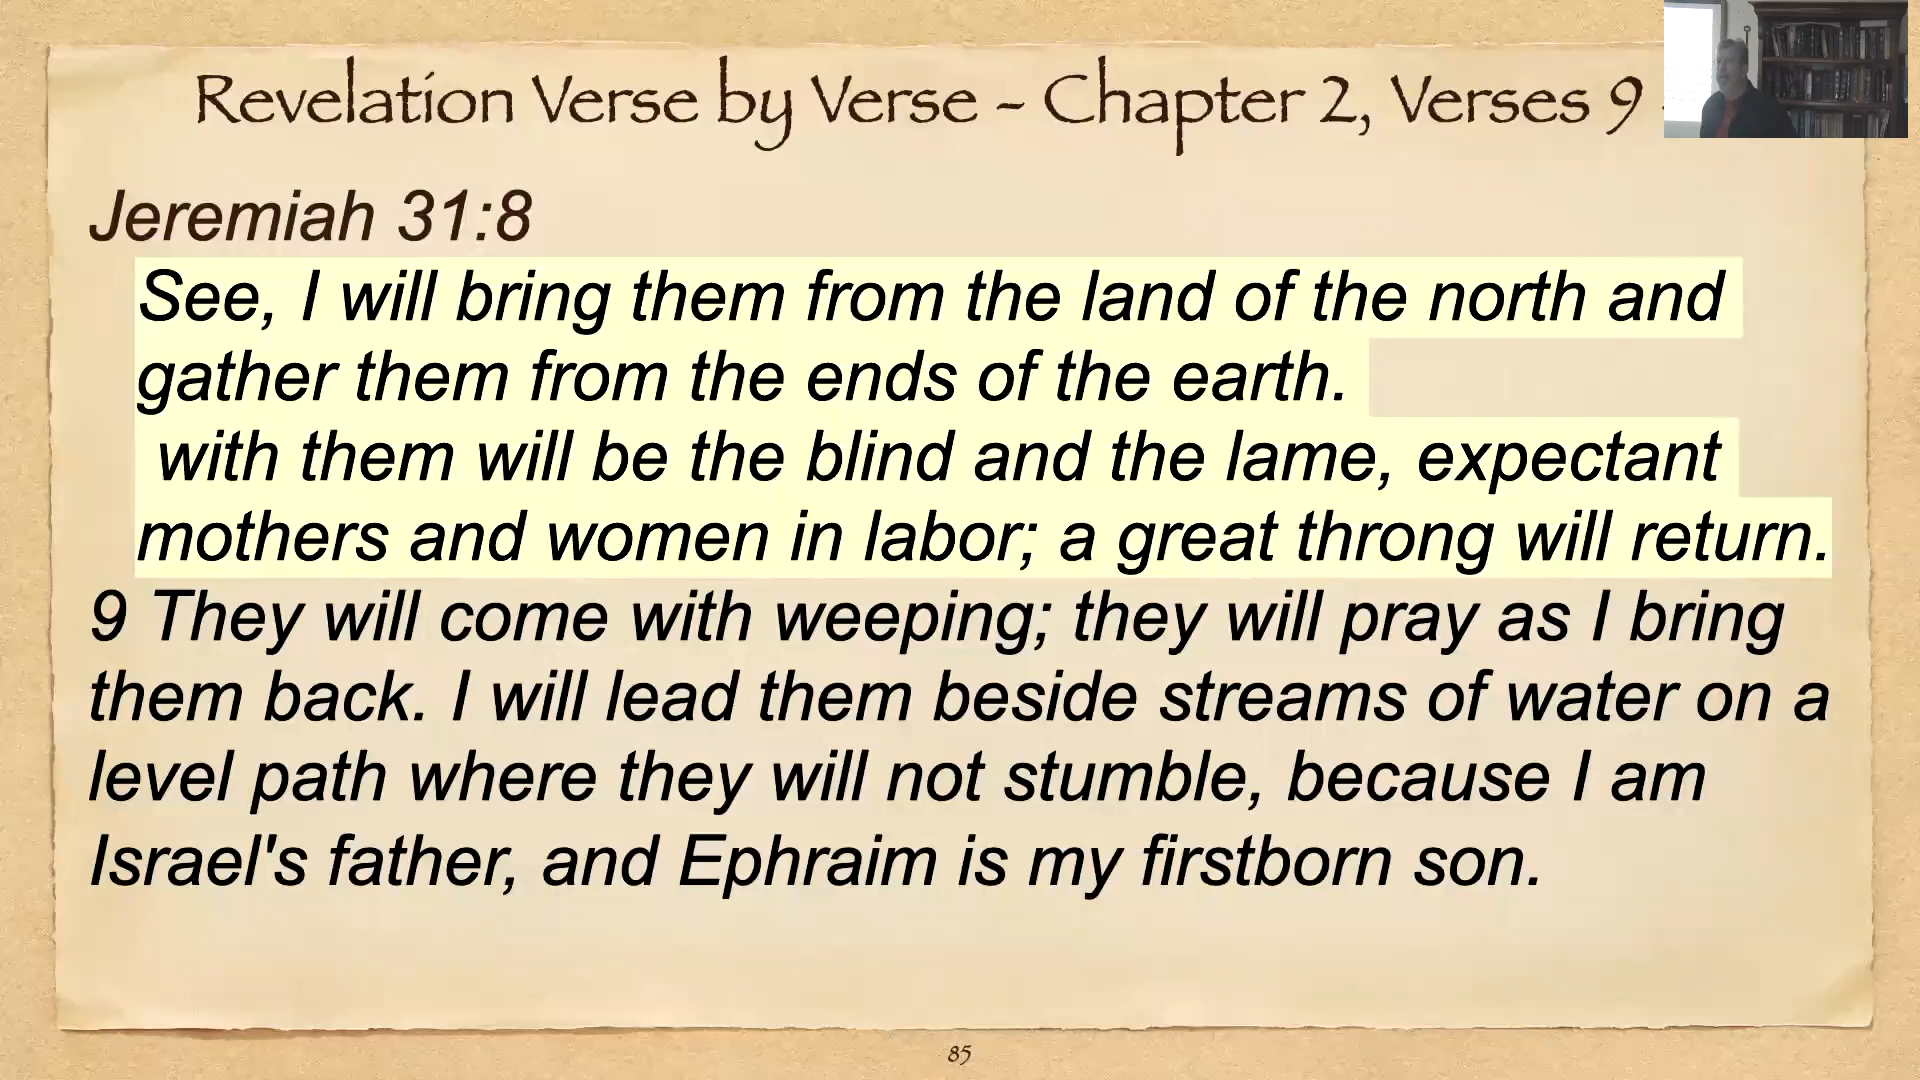 Revelation Verse by Verse - Chapter 2, Verses 9
Jeremiah 31:8
See, I will bring them from the land of the north and
gather them from the ends of the earth.
with them will be the blind and the lame, expectant
mothers and women in labor; a great throng will return.
9 They will come with weeping; they will pray as I bring
them back. I will lead them beside streams of water on a
level path where they will not stumble, because I am
Israel's father, and Ephraim is my firstborn son.
85